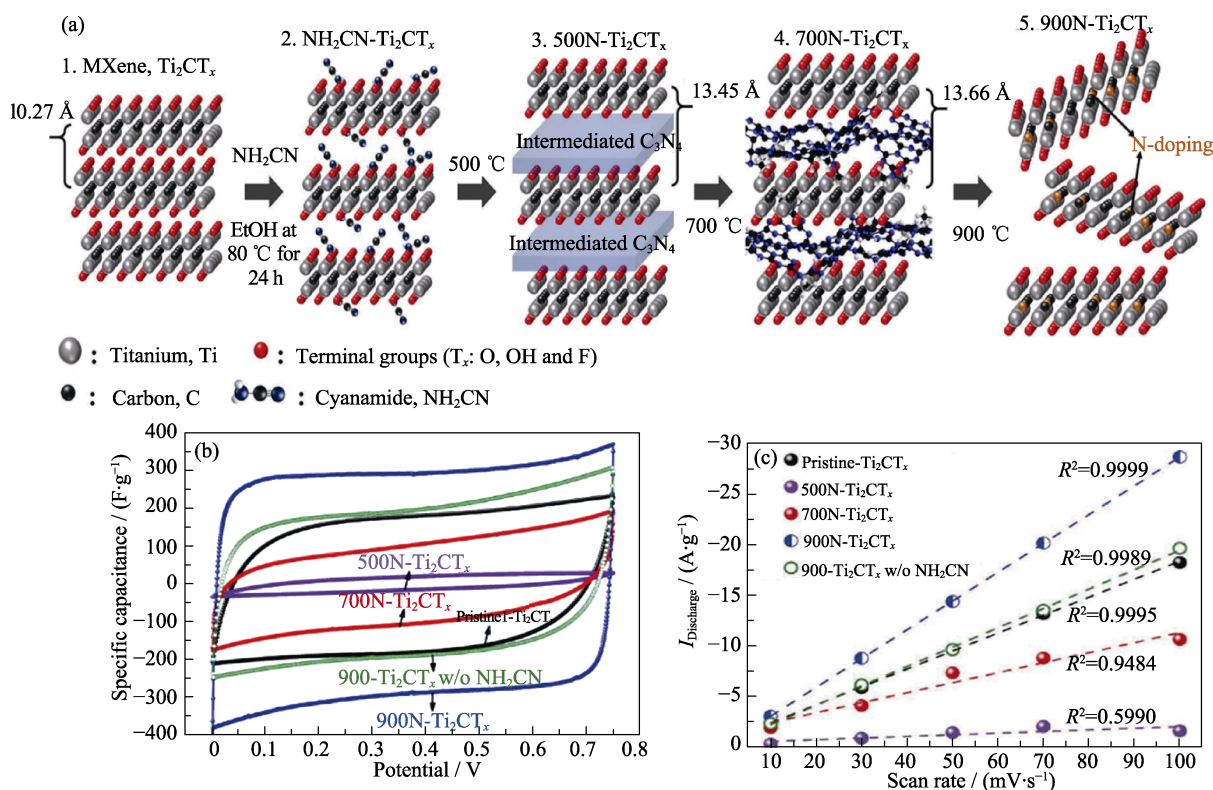 (a)
1. MXene, Ti₂CTₓ
2. NH₂CN-Ti₂CTₓ
3. 500N-Ti₂CTₓ
4. 700N-Ti₂CTₓ
5. 900N-Ti₂CTₓ
l0.27 Å
NH₂CN
EtOH at
80 ℃ for
24 h
500 ℃
Intermediated C₃N₄
Intermediated C₃N₄
13.45 Å
700 ℃
13.66 Å
900 ℃
N-doping
: Titanium, Ti
: Terminal groups (Tₓ: O, OH and F)
: Carbon, C
: Cyanamide, NH₂CN
(b)
Specific capacitance / (F·g⁻¹)
400
300
200
100
0
−100
−200
−300
−400
500N-Ti₂CTₓ
700N-Ti₂CTₓ
Pristine1-Ti₂CTₓ
900-Ti₂CTₓ w/o NH₂CN
900N-Ti₂CTₓ
0 0.1 0.2 0.3 0.4 0.5 0.6 0.7 0.8
Potential / V
(c)
I_Discharge / (A·g⁻¹)
−30
−25
−20
−15
−10
−5
0
Pristine-Ti₂CTₓ
500N-Ti₂CTₓ
700N-Ti₂CTₓ
900N-Ti₂CTₓ
900-Ti₂CTₓ w/o NH₂CN
R²=0.9999
R²=0.9989
R²=0.9995
R²=0.9484
R²=0.5990
10 20 30 40 50 60 70 80 90 100
Scan rate / (mV·s⁻¹)